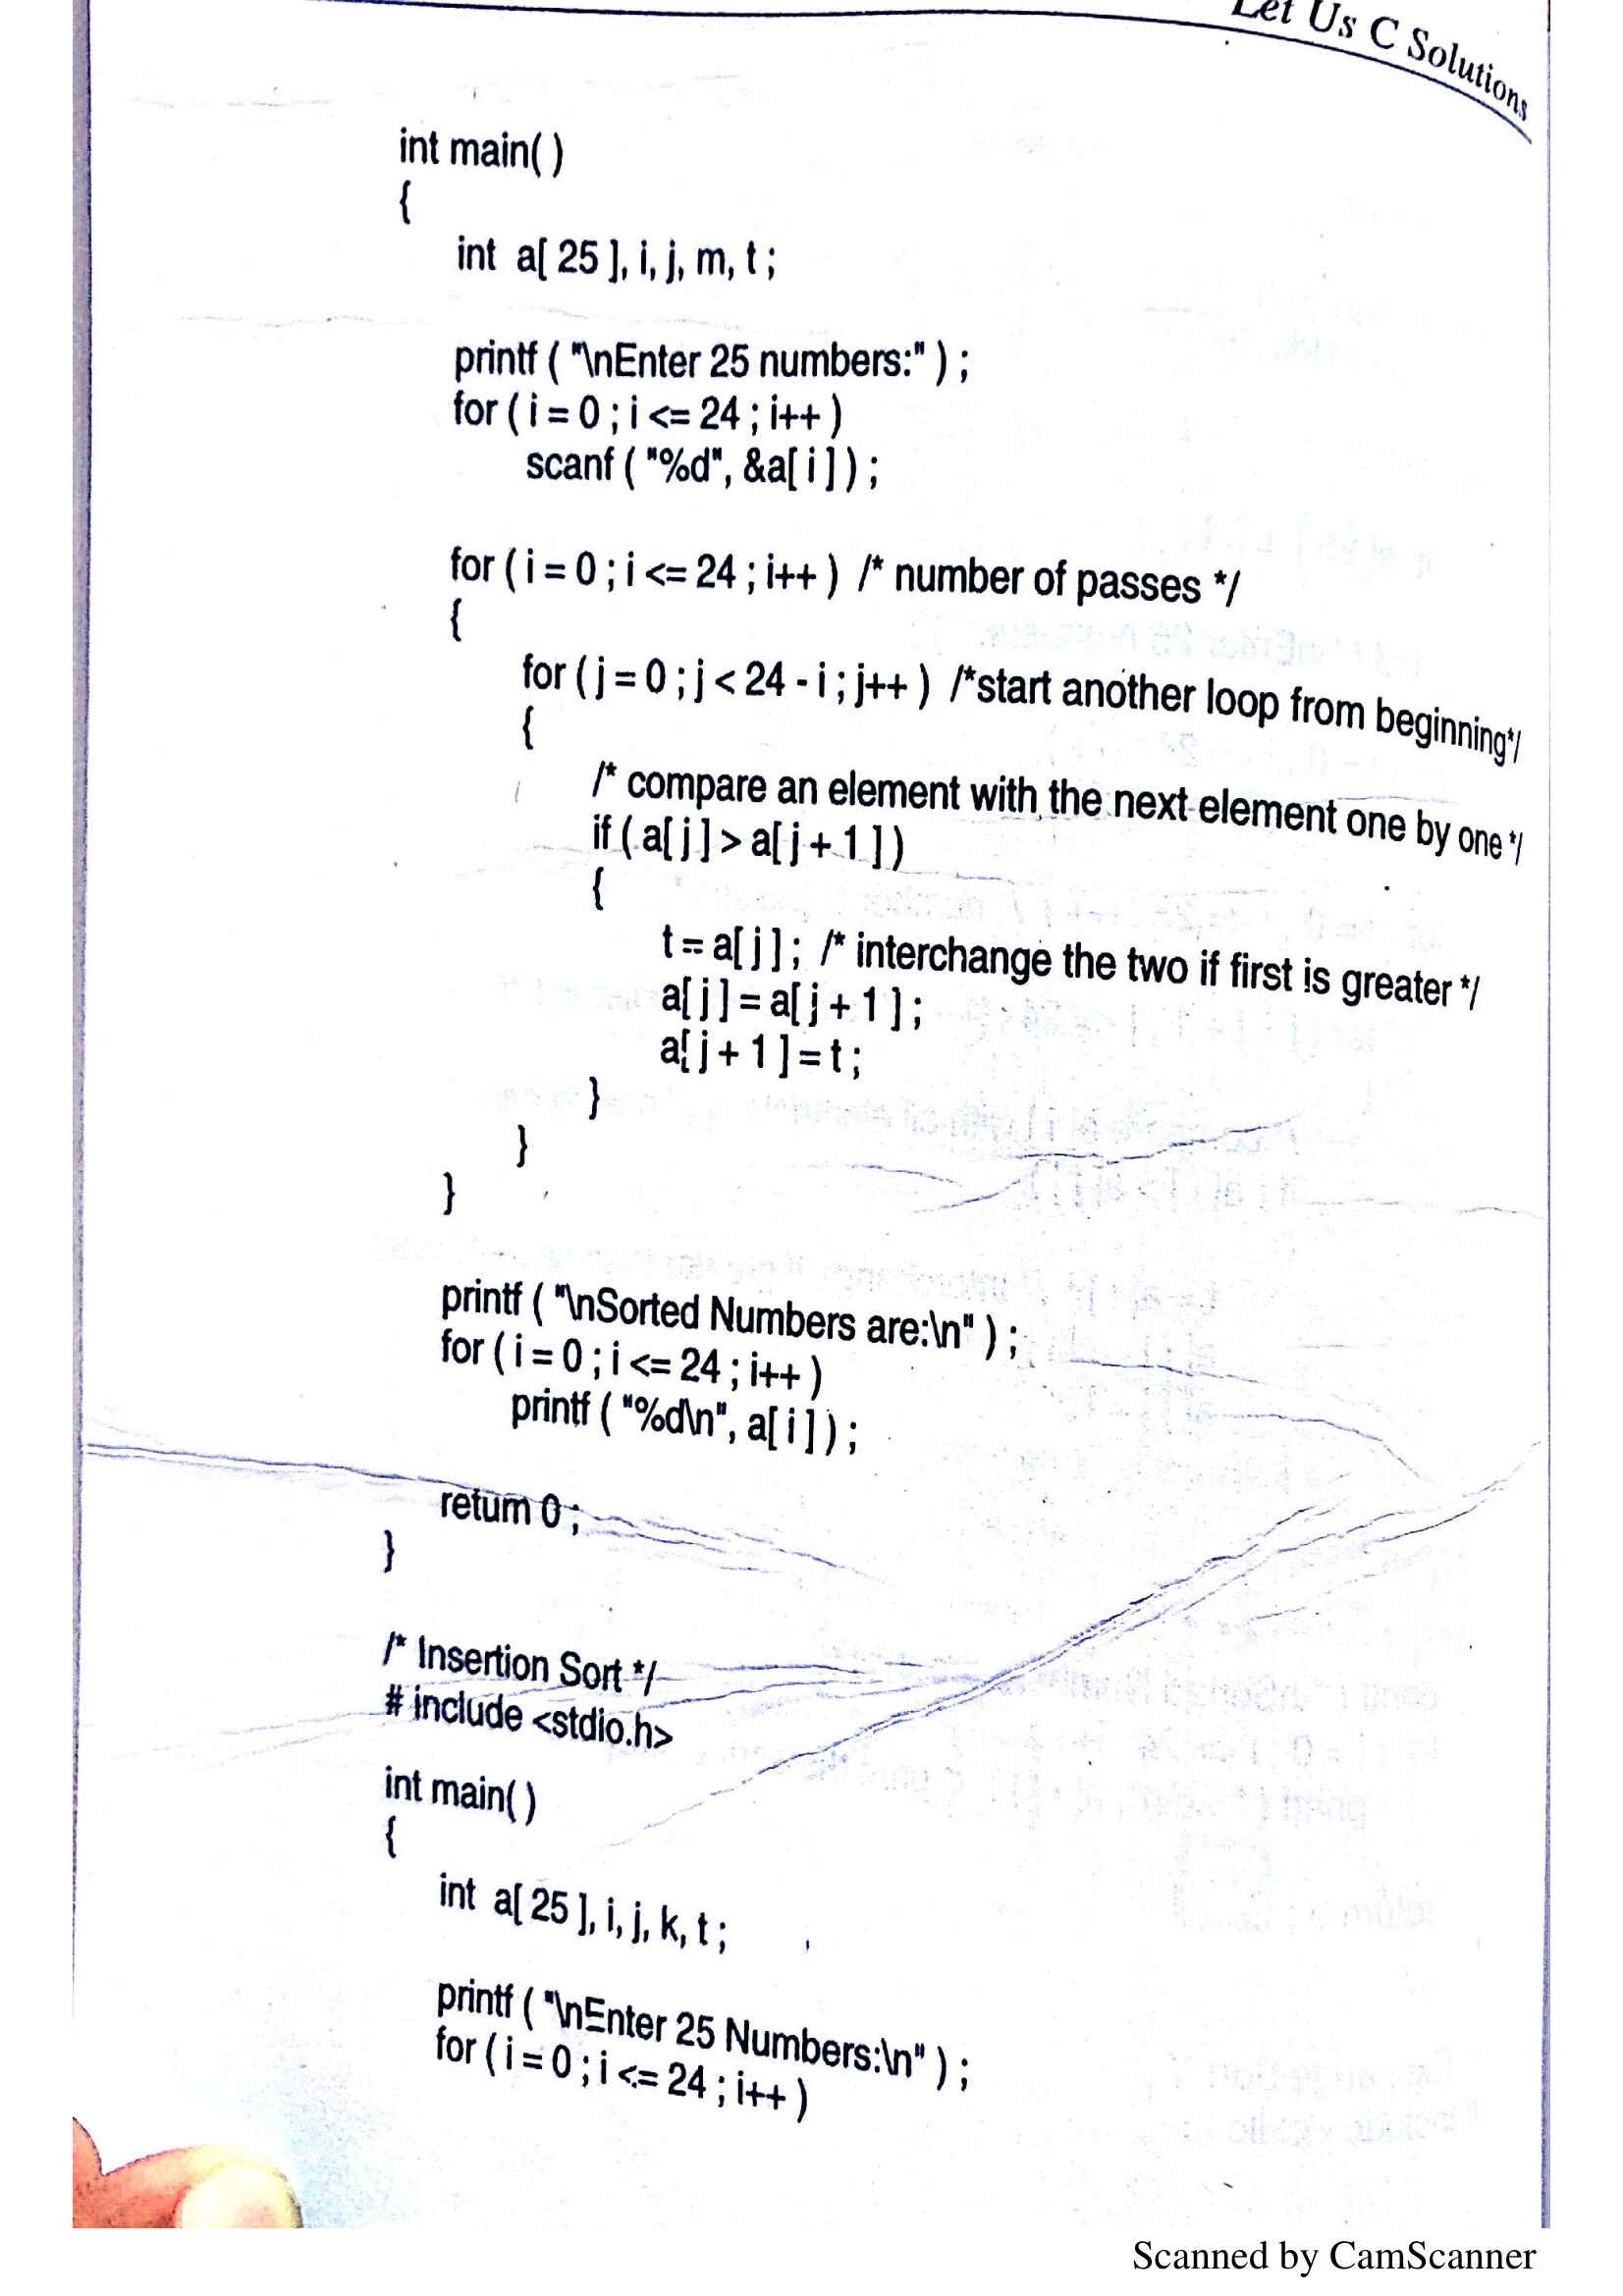 Let Us C Solutions
int main( )
{
int a[ 25 ], i, j, m, t ;
printf ( "\nEnter 25 numbers:" ) ;
for ( i = 0 ; i <= 24 ; i++ )
scanf ( "%d", &a[ i ] ) ;
for ( i = 0 ; i <= 24 ; i++ ) /* number of passes */
{
for ( j = 0 ; j < 24 - i ; j++ ) /*start another loop from beginning*/
{
/* compare an element with the next element one by one */
if ( a[ j ] > a[ j + 1 ] )
{
t = a[ j ] ; /* interchange the two if first is greater */
a[ j ] = a[ j + 1 ] ;
a[ j + 1 ] = t ;
}
}
}
printf ( "\nSorted Numbers are:\n" ) ;
for ( i = 0 ; i <= 24 ; i++ )
printf ( "%d\n", a[ i ] ) ;
return 0 ;
}
/* Insertion Sort */
# include <stdio.h>
int main( )
{
int a[ 25 ], i, j, k, t ;
printf ( "\nEnter 25 Numbers:\n" ) ;
for ( i = 0 ; i <= 24 ; i++ )
Scanned by CamScanner